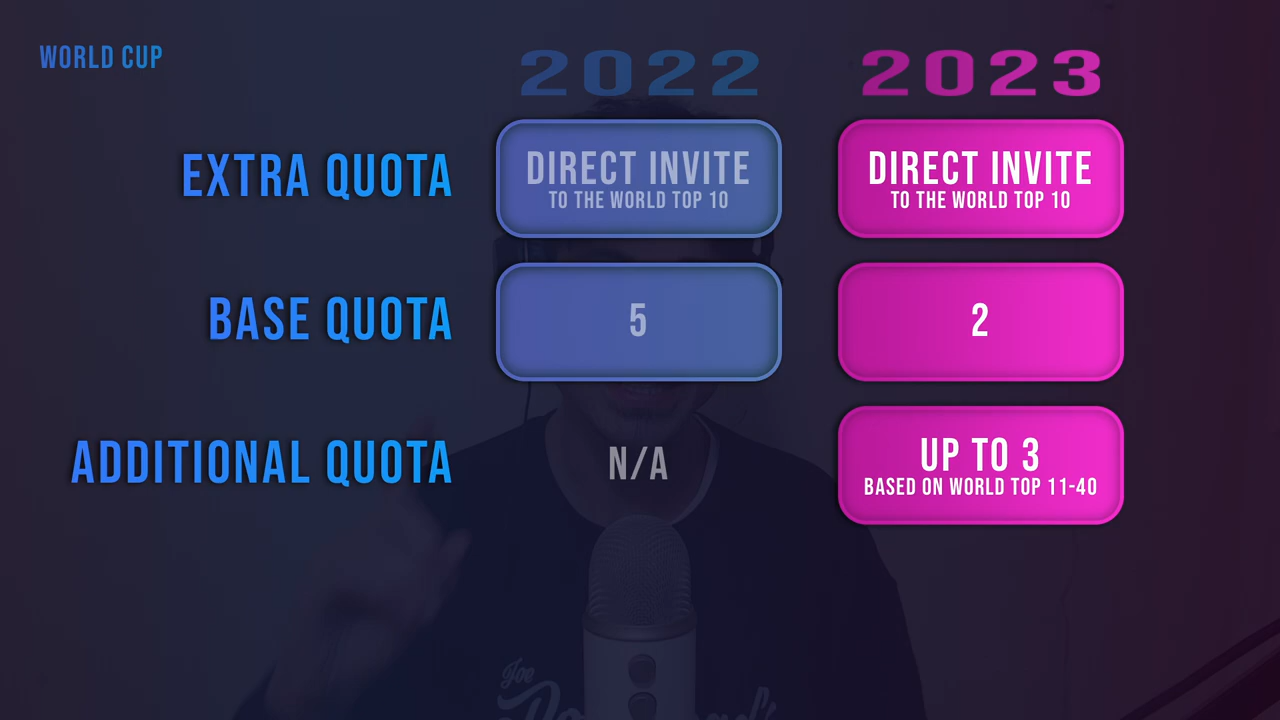 WORLD CUP
2022
2023
EXTRA QUOTA
DIRECT INVITE
TO THE WORLD TOP 10
DIRECT INVITE
TO THE WORLD TOP 10
BASE QUOTA
5
2
ADDITIONAL QUOTA
N/A
UP TO 3
BASED ON WORLD TOP 11-40
Joe